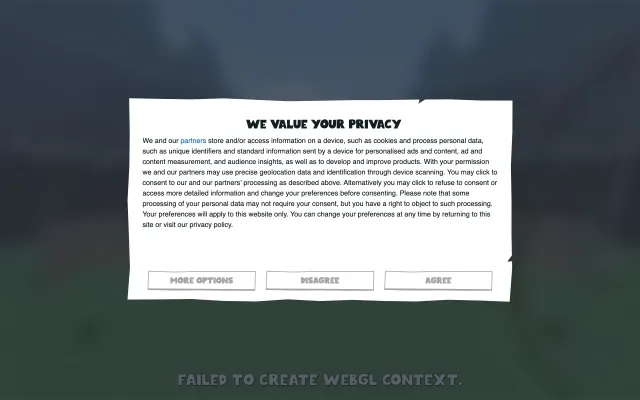 WE VALUE YOUR PRIVACY
We and our partners store and/or access information on a device, such as cookies and process personal data,
such as unique identifiers and standard information sent by a device for personalised ads and content, ad and
content measurement, and audience insights, as well as to develop and improve products. With your permission
we and our partners may use precise geolocation data and identification through device scanning. You may click to
consent to our and our partners' processing as described above. Alternatively you may click to refuse to consent or
access more detailed information and change your preferences before consenting. Please note that some
processing of your personal data may not require your consent, but you have a right to object to such processing.
Your preferences will apply to this website only. You can change your preferences at any time by returning to this
site or visit our privacy policy.
MORE OPTIONS
DISAGREE
AGREE
FAILED TO CREATE WEBGL CONTEXT.